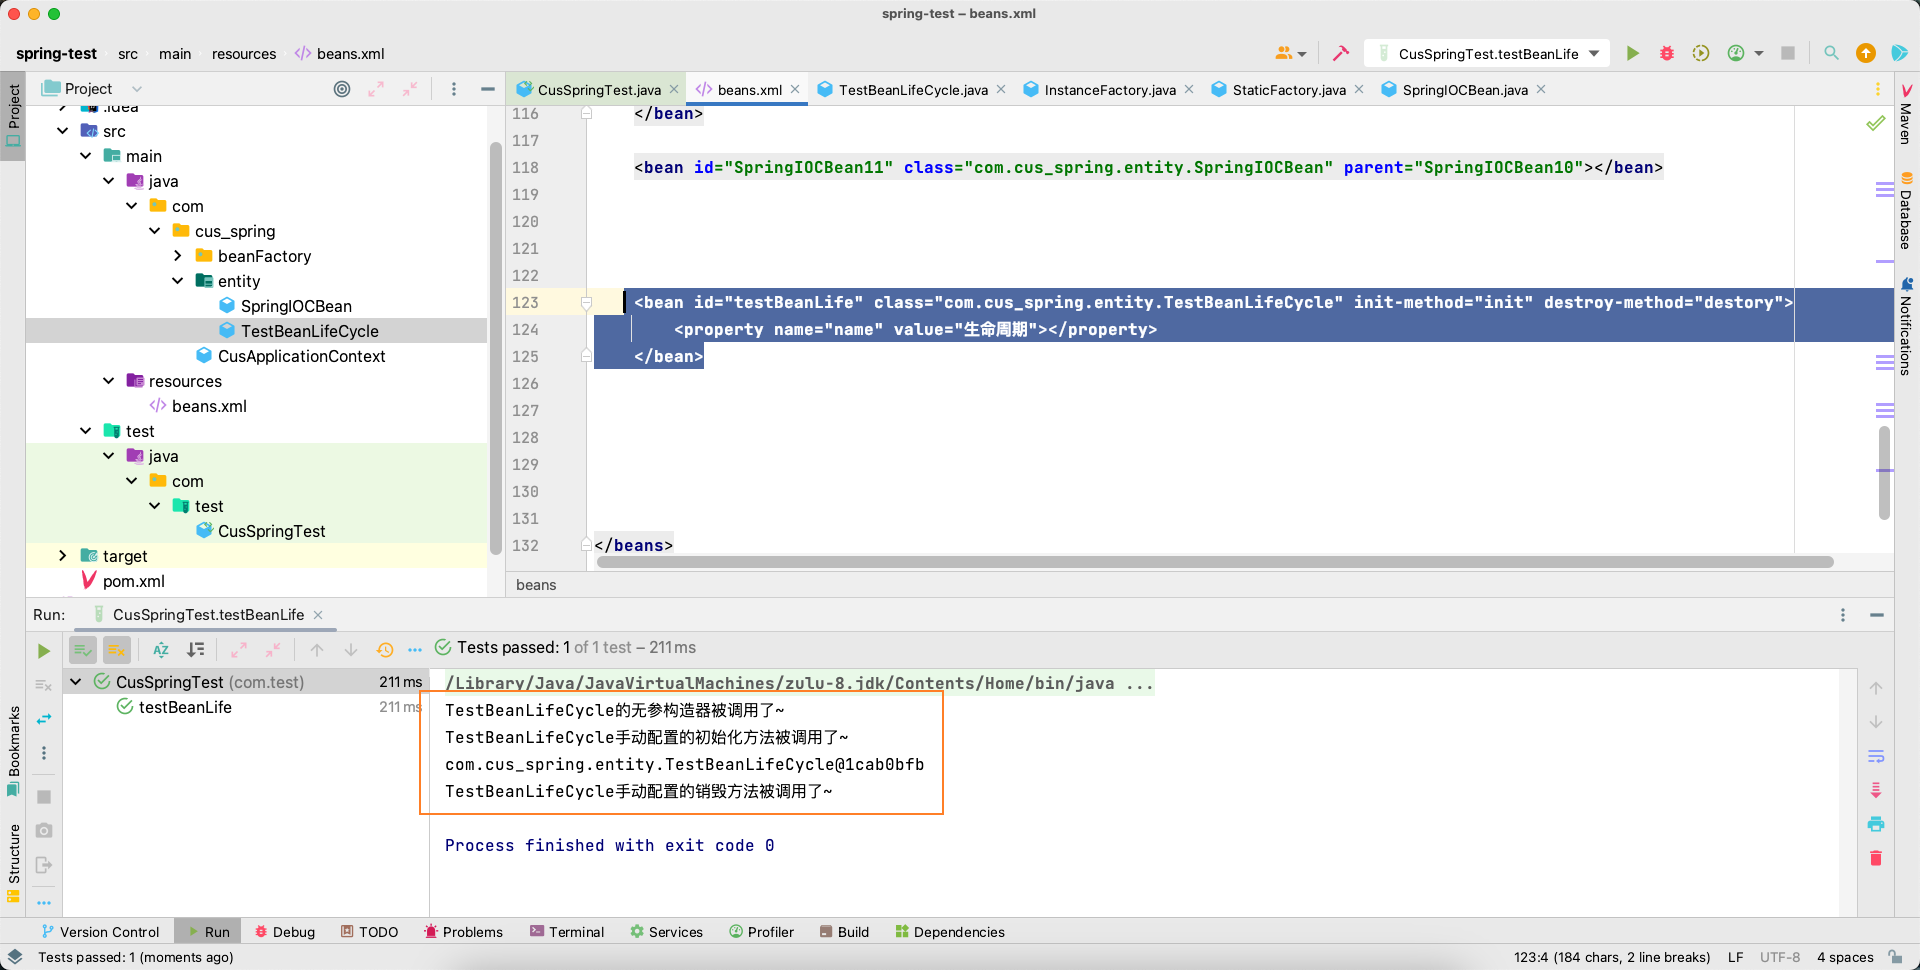 spring-test – beans.xml
spring-test src main resources beans.xml
CusSpringTest.testBeanLife
Project
CusSpringTest.java
beans.xml
TestBeanLifeCycle.java
InstanceFactory.java
StaticFactory.java
SpringIOCBean.java
Project
Bookmarks
Structure
Maven
Database
Notifications
.idea
src
main
java
com
cus_spring
beanFactory
entity
SpringIOCBean
TestBeanLifeCycle
CusApplicationContext
resources
beans.xml
test
java
com
test
CusSpringTest
target
pom.xml
116 </bean>
117
118 <bean id="SpringIOCBean11" class="com.cus_spring.entity.SpringIOCBean" parent="SpringIOCBean10"></bean>
119
120
121
122
123 <bean id="testBeanLife" class="com.cus_spring.entity.TestBeanLifeCycle" init-method="init" destroy-method="destory">
124 <property name="name" value="生命周期"></property>
125 </bean>
126
127
128
129
130
131
132 </beans>
beans
Run: CusSpringTest.testBeanLife
Tests passed: 1 of 1 test – 211 ms
CusSpringTest (com.test) 211 ms
testBeanLife 211 ms
/Library/Java/JavaVirtualMachines/zulu-8.jdk/Contents/Home/bin/java ...
TestBeanLifeCycle的无参构造器被调用了~
TestBeanLifeCycle手动配置的初始化方法被调用了~
com.cus_spring.entity.TestBeanLifeCycle@1cab0bfb
TestBeanLifeCycle手动配置的销毁方法被调用了~
Process finished with exit code 0
Version Control Run Debug TODO Problems Terminal Services Profiler Build Dependencies
Tests passed: 1 (moments ago)
123:4 (184 chars, 2 line breaks) LF UTF-8 4 spaces